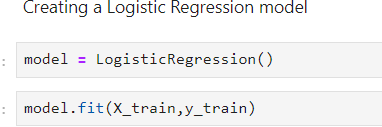 Creating a Logistic Regression model
: model = LogisticRegression()
: model.fit(X_train,y_train)